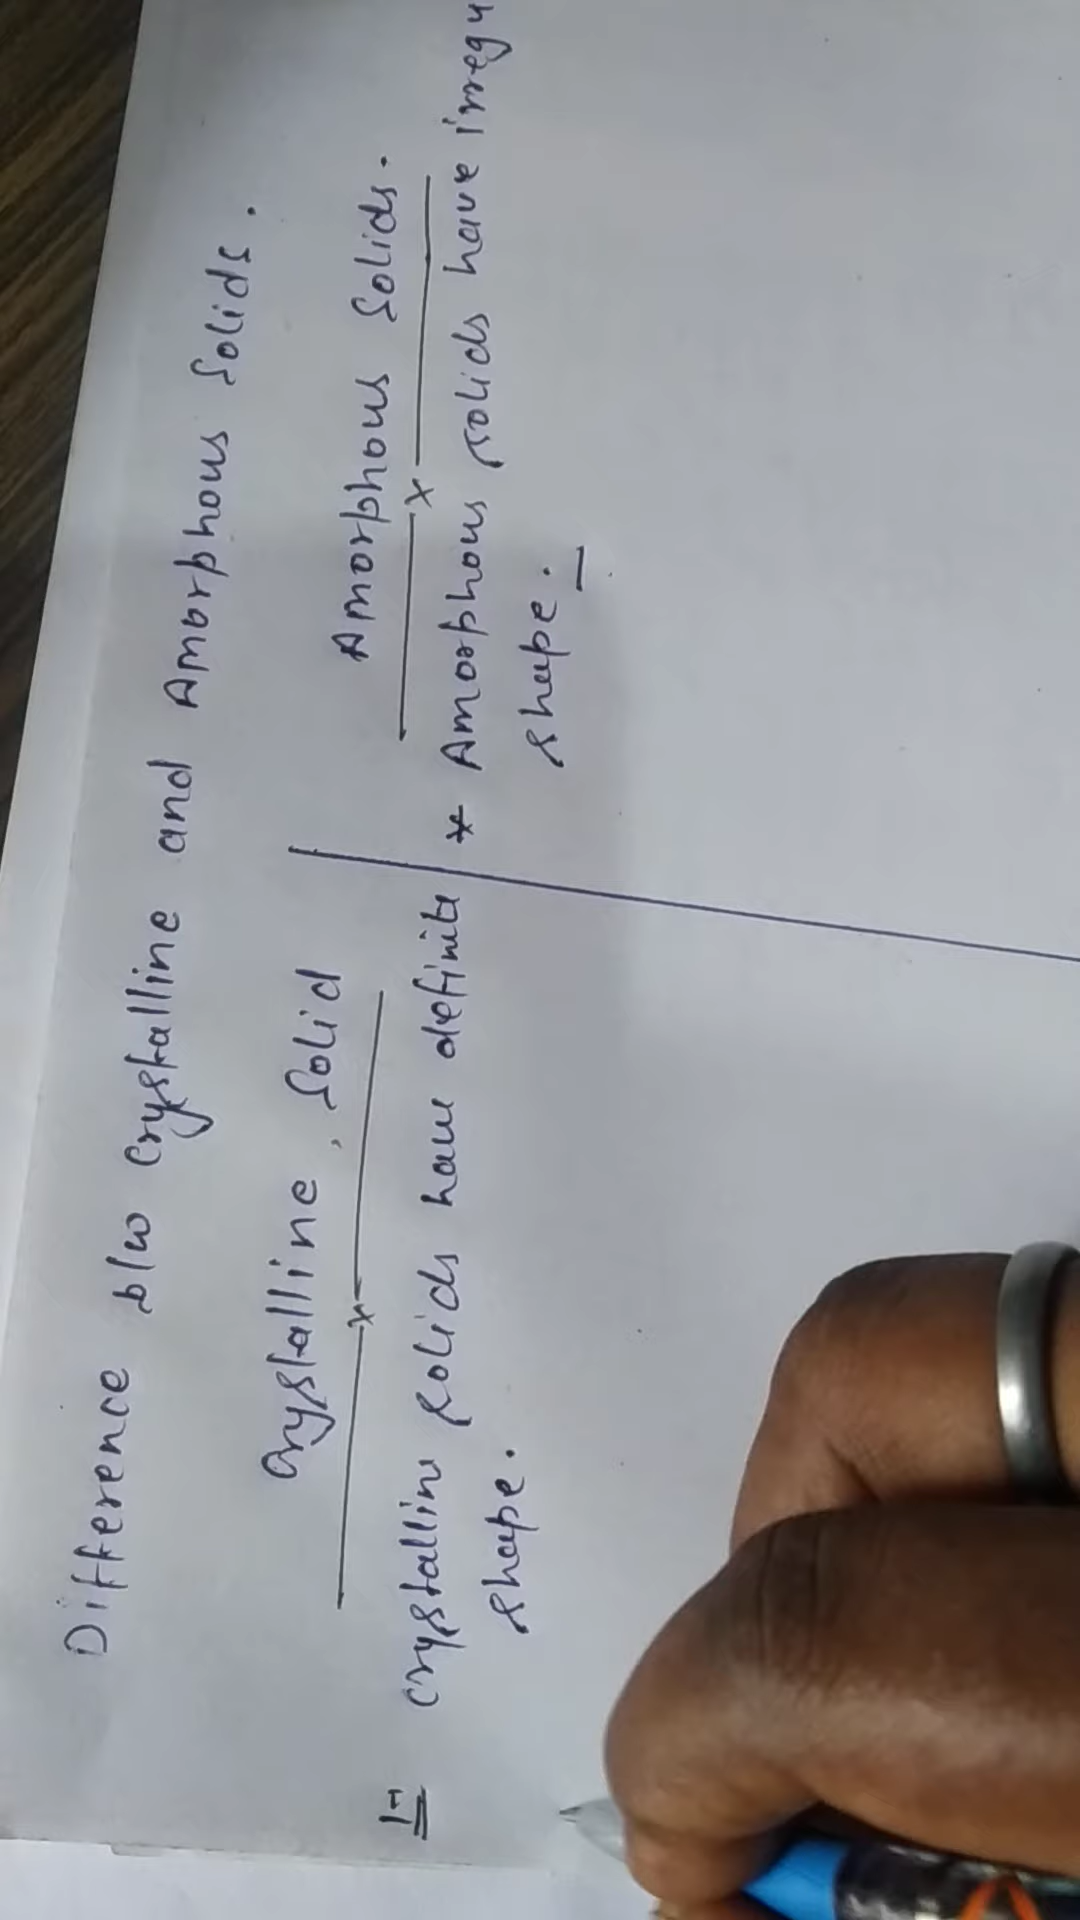 Difference b/w Crystalline and Amorphous Solids.
Crystalline Solid
1- Crystalline solids have definite
shape.
Amorphous Solids.
* Amorphous solids have irregu
shape.